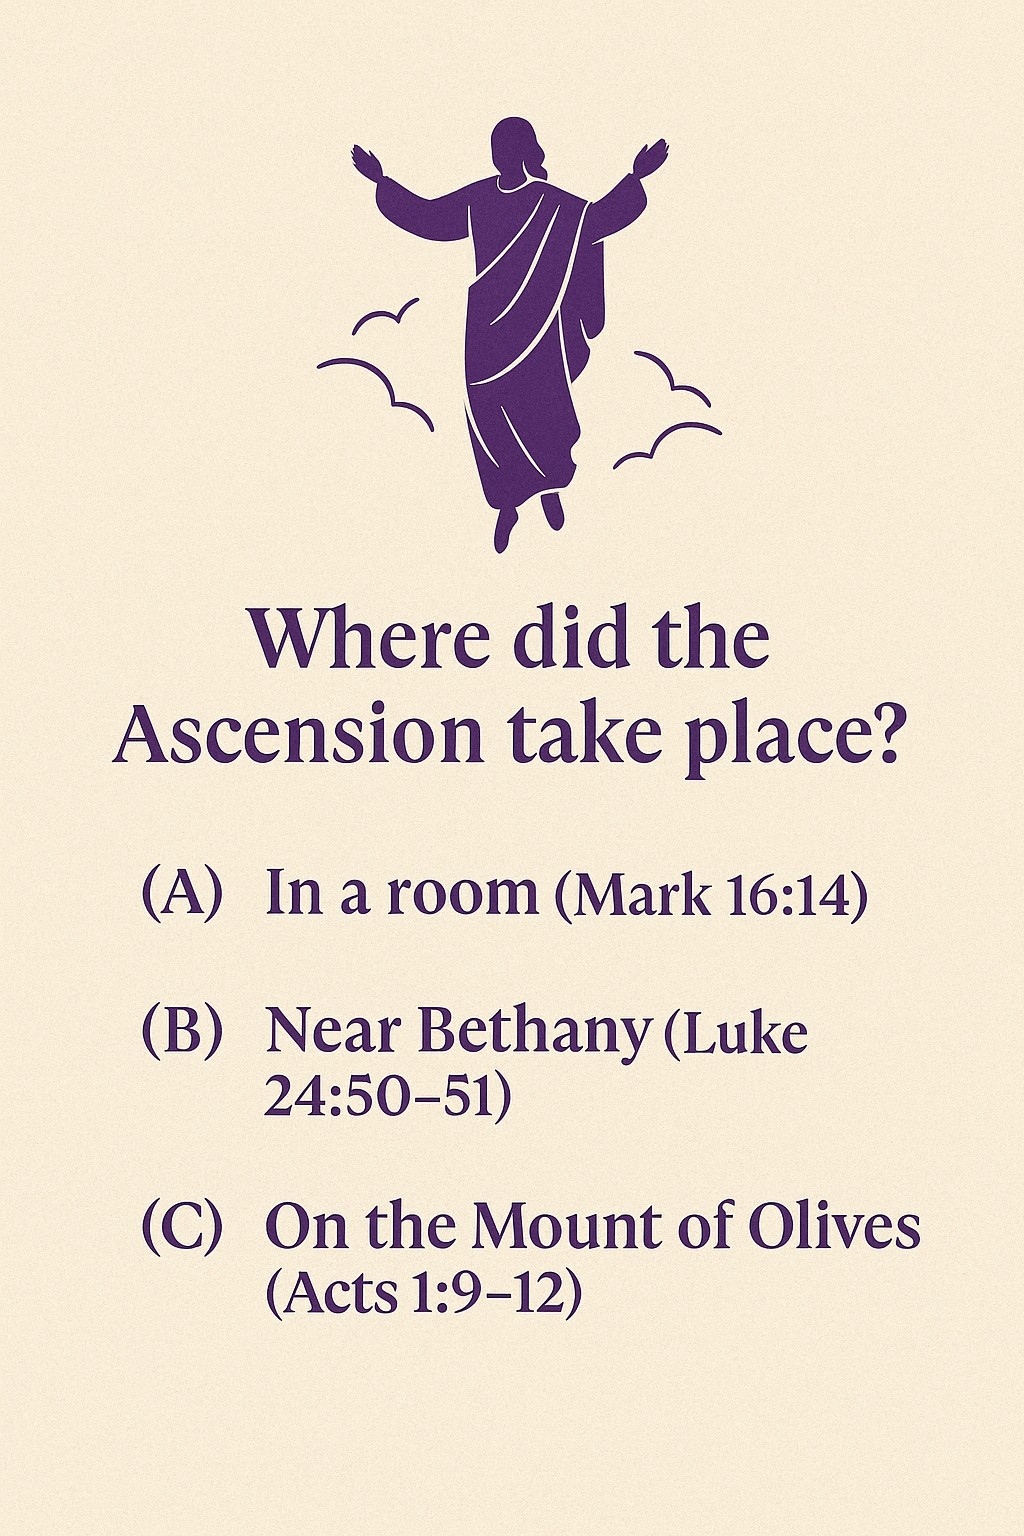 Where did the
Ascension take place?
(A) In a room (Mark 16:14)
(B) Near Bethany (Luke
24:50–51)
(C) On the Mount of Olives
(Acts 1:9–12)